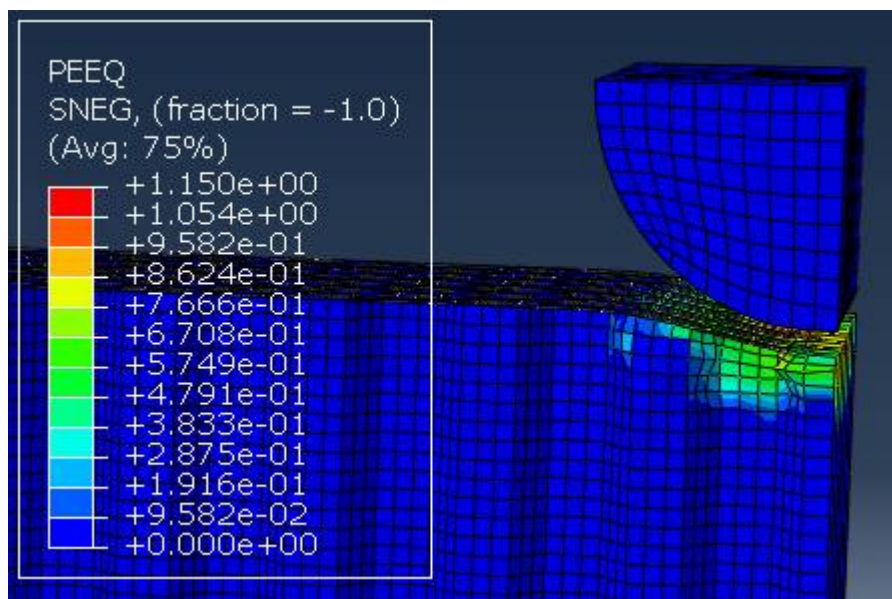 PEEQ
SNEG, (fraction = -1.0)
(Avg: 75%)
+1.150e+00
+1.054e+00
+9.582e-01
+8.624e-01
+7.666e-01
+6.708e-01
+5.749e-01
+4.791e-01
+3.833e-01
+2.875e-01
+1.916e-01
+9.582e-02
+0.000e+00